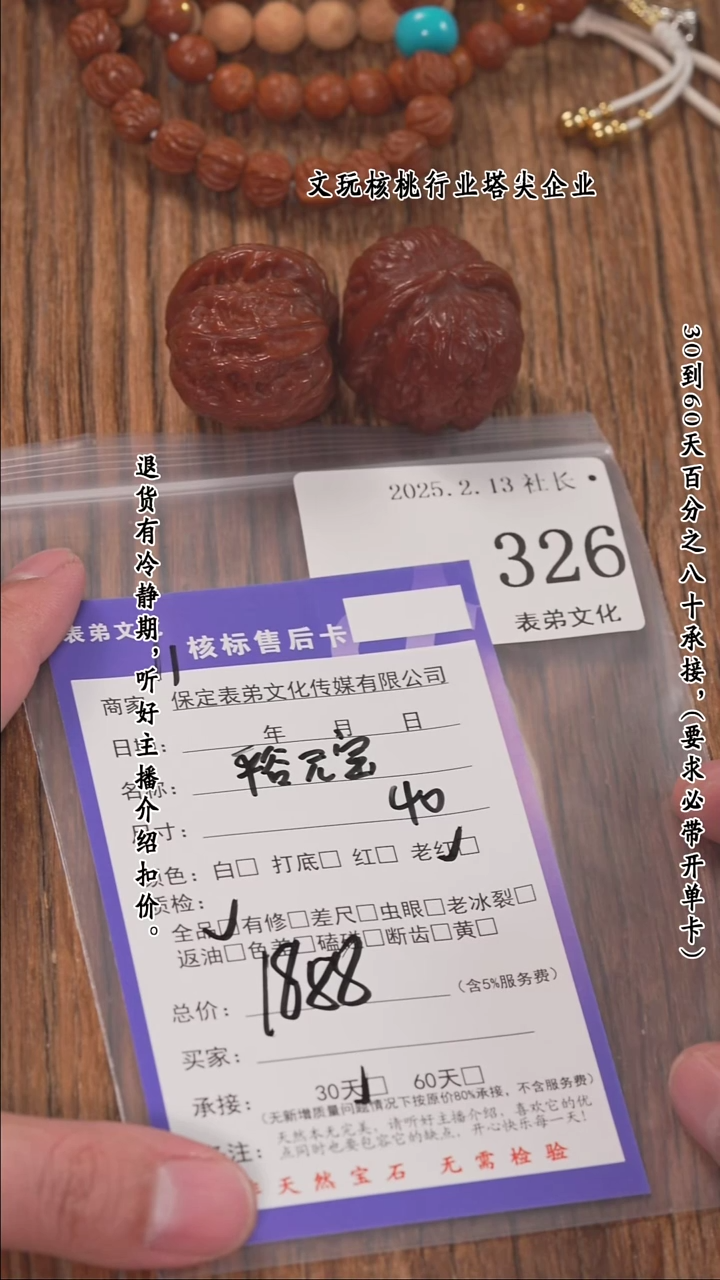 文玩核桃行业塔尖企业
30到60天百分之八十承接，（要求必带开单卡）
退货有冷静期，听好主播介绍扣价。
2025.2.13 社长
326
表弟文化
表弟文
核标售后卡
商家 保定表弟文化传媒有限公司
日 : 年 月 日
名称: 元宝
尺寸: 40
颜色: 白□ 打底□ 红□ 老红□
质检:
全品□有修□差尺□虫眼□老冰裂□
返油□色差□磕碰□断齿□黄□
总价: 1888 (含5%服务费)
买家:
承接: 30天□ 60天□
(无新增质量问题情况下按原价80%承接，不含服务费)
备注: 天然本无完美，请听好主播介绍，喜欢它的优
点同时也要包容它的缺点，开心快乐每一天!
天然宝石 无需检验